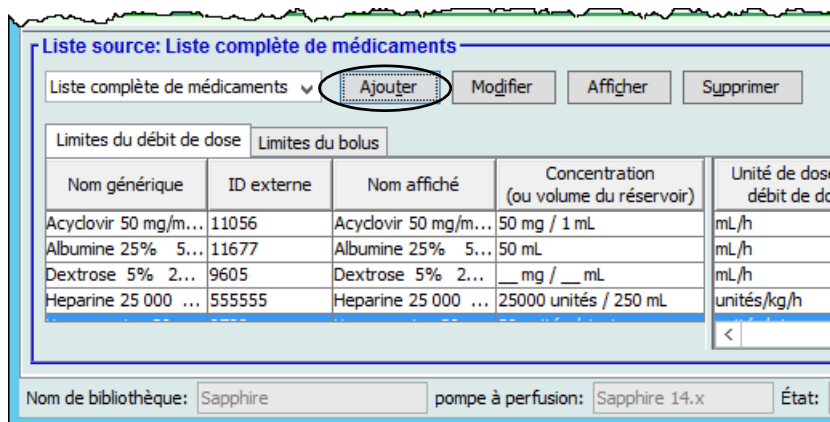 Liste source: Liste complète de médicaments
Liste complète de médicaments Ajouter Modifier Afficher Supprimer
Limites du débit de dose Limites du bolus
Nom générique ID externe Nom affiché Concentration (ou volume du réservoir) Unité de dose débit de do
Acyclovir 50 mg/m... 11056 Acyclovir 50 mg/m... 50 mg / 1 mL mL/h
Albumine 25% 5... 11677 Albumine 25% 5... 50 mL mL/h
Dextrose 5% 2... 9605 Dextrose 5% 2... __ mg / __ mL mL/h
Heparine 25 000 ... 555555 Heparine 25 000 ... 25000 unités / 250 mL unités/kg/h
Nom de bibliothèque: Sapphire pompe à perfusion: Sapphire 14.x État: